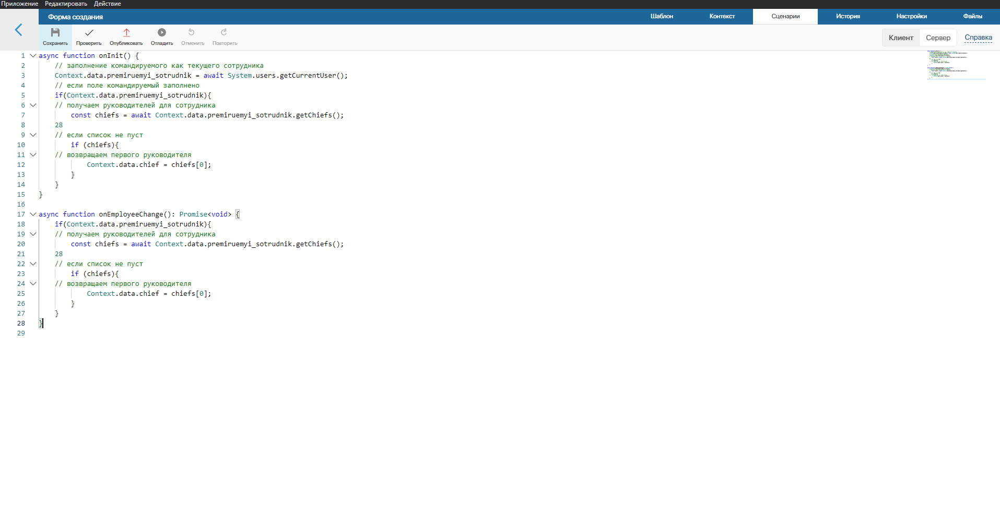 Приложение Редактировать Действие
Форма создания Шаблон Контекст Сценарии История Настройки Файлы
Сохранить Проверить Опубликовать Отладить Отменить Повторить Клиент Сервер Справка
1 async function onInit() {
2 // заполнение командируемого как текущего сотрудника
3 Context.data.premiruemyi_sotrudnik = await System.users.getCurrentUser();
4 // если поле командируемый заполнено
5 if(Context.data.premiruemyi_sotrudnik){
6 // получаем руководителей для сотрудника
7 const chiefs = await Context.data.premiruemyi_sotrudnik.getChiefs();
8 28
9 // если список не пуст
10 if (chiefs){
11 // возвращаем первого руководителя
12 Context.data.chief = chiefs[0];
13 }
14 }
15 }
16
17 async function onEmployeeChange(): Promise<void> {
18 if(Context.data.premiruemyi_sotrudnik){
19 // получаем руководителей для сотрудника
20 const chiefs = await Context.data.premiruemyi_sotrudnik.getChiefs();
21 28
22 // если список не пуст
23 if (chiefs){
24 // возвращаем первого руководителя
25 Context.data.chief = chiefs[0];
26 }
27 }
28 }
29